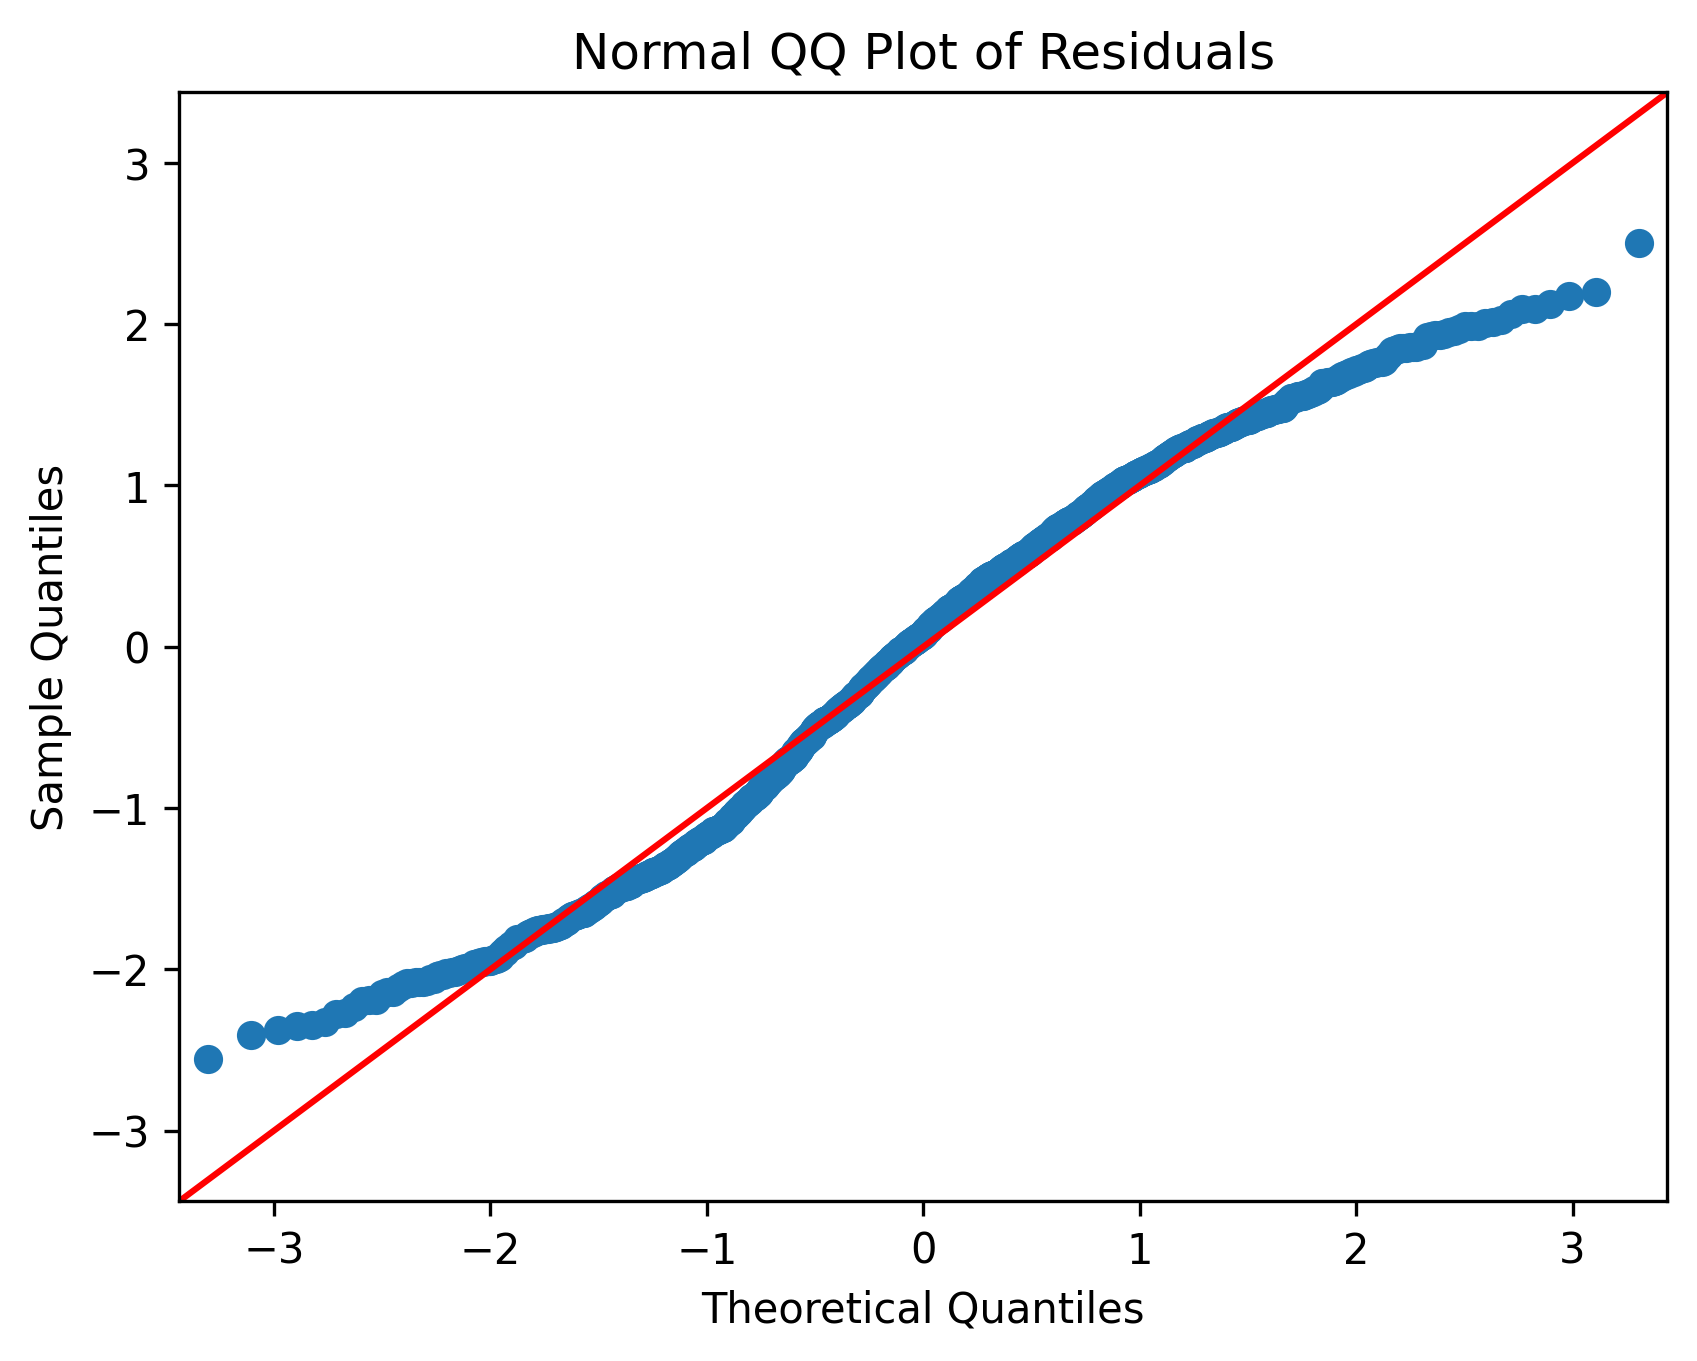 Normal QQ Plot of Residuals
Sample Quantiles
3
2
1
0
−1
−2
−3
−3 −2 −1 0 1 2 3
Theoretical Quantiles